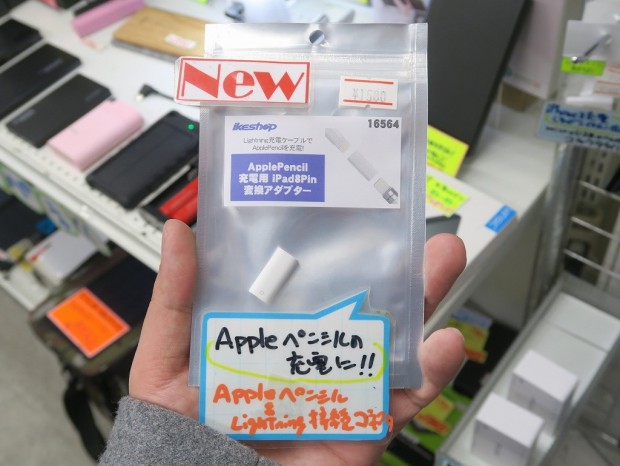 New
¥1580
ikeshop
16564
Lightning充電ケーブルで
ApplePencilを充電!
ApplePencil
充電用 iPad8Pin
変換アダプター
Appleペンシルの
充電に!!
Appleペンシル
&
Lightning接続コネクタ